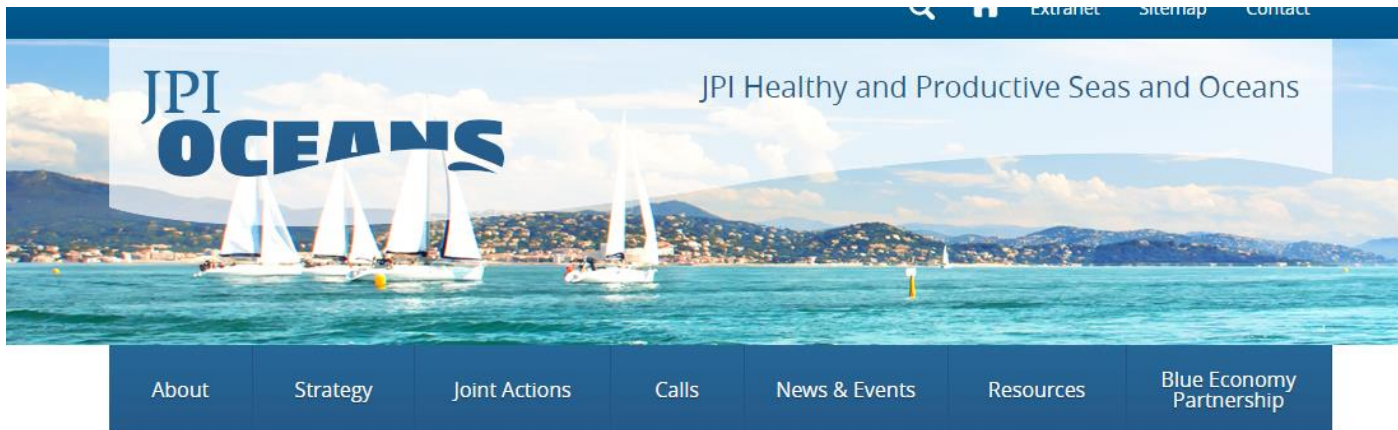 Extranet Sitemap Contact
JPI
OCEANS
JPI Healthy and Productive Seas and Oceans
About Strategy Joint Actions Calls News & Events Resources Blue Economy
Partnership